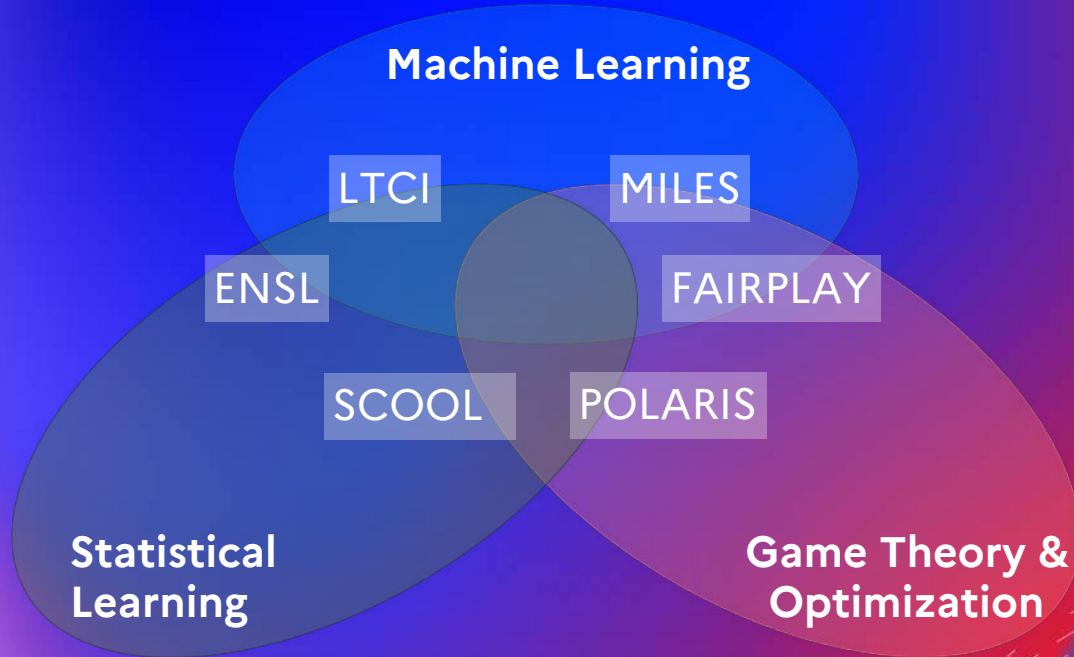 Machine Learning
LTCI
MILES
ENSL
FAIRPLAY
SCOOL
POLARIS
Statistical
Learning
Game Theory &
Optimization